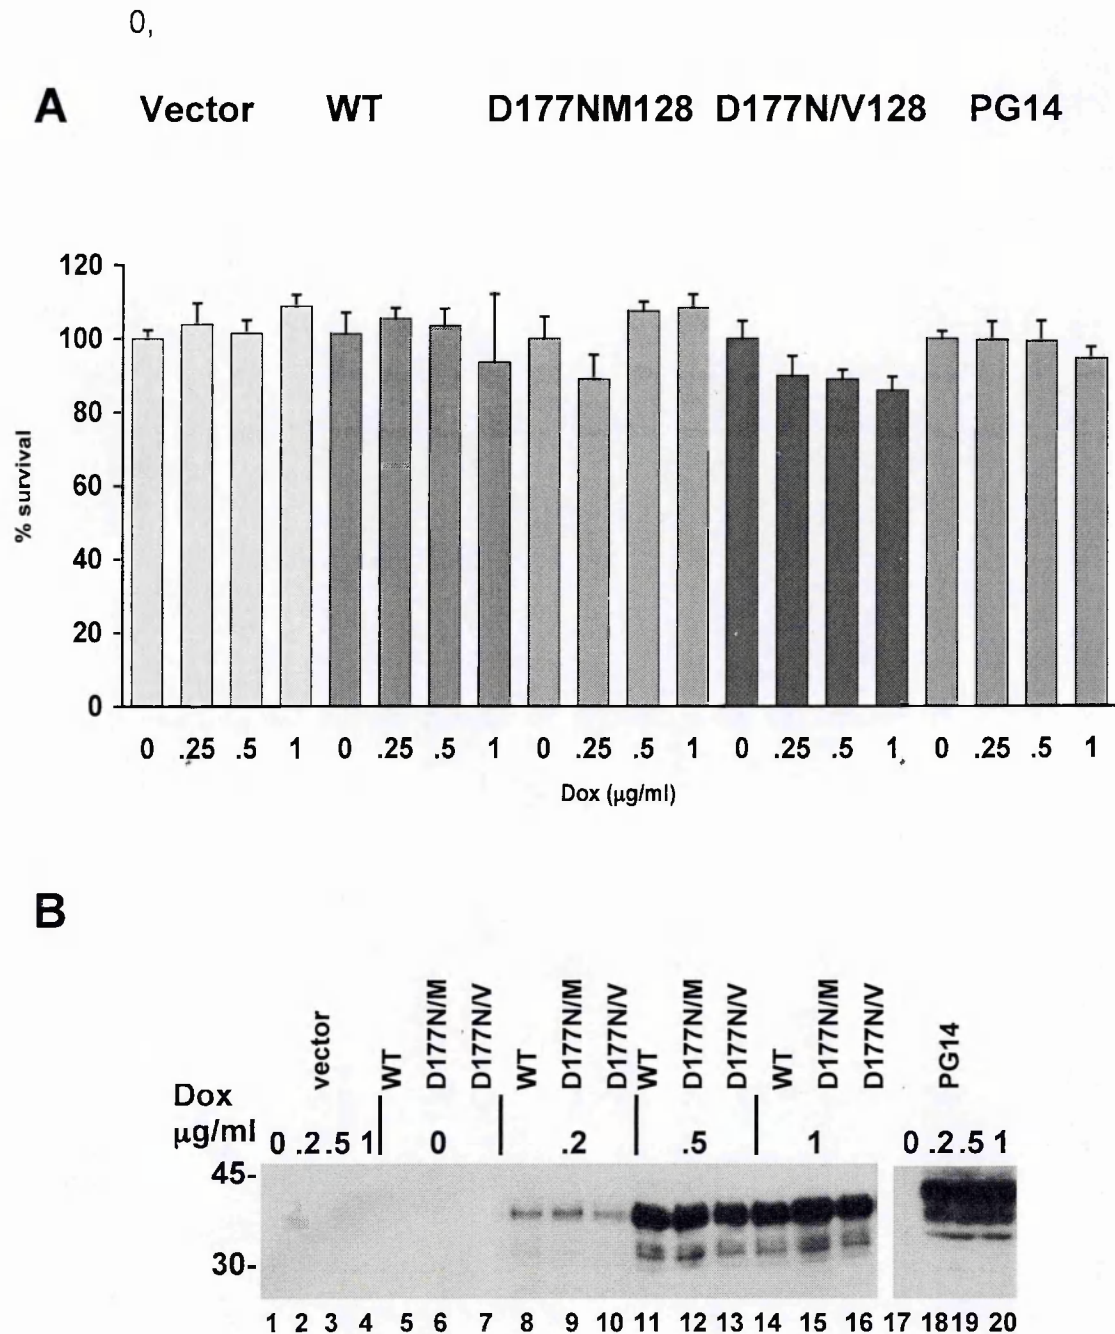 0,
A
Vector WT D177NM128 D177N/V128 PG14
120
100
80
60
40
20
0
% survival
0 .25 .5 1 0 .25 .5 1 0 .25 .5 1 0 .25 .5 1 0 .25 .5 1
Dox (µg/ml)
B
vector WT D177N/M D177N/V WT D177N/M D177N/V WT D177N/M D177N/V WT D177N/M D177N/V PG14
Dox
µg/ml 0 .2 .5 1 0 .2 .5 1 0 .2 .5 1
45-
30-
1 2 3 4 5 6 7 8 9 10 11 12 13 14 15 16 17 18 19 20